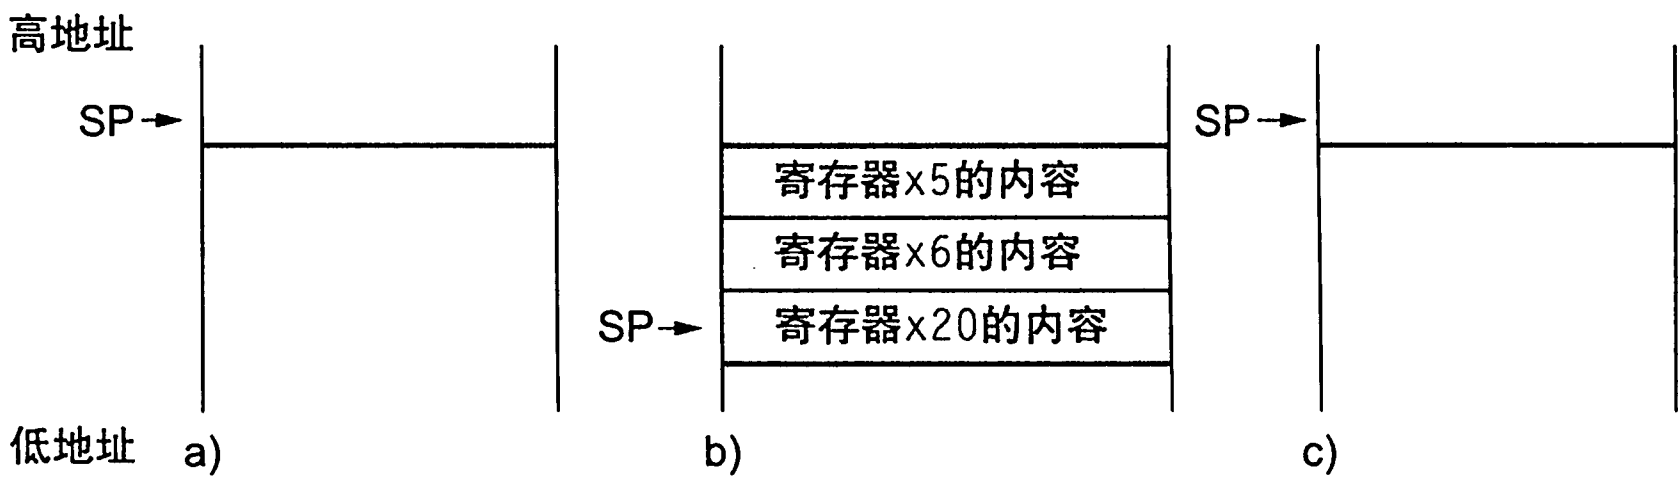 高地址
SP
SP
寄存器x5的内容
寄存器x6的内容
SP
寄存器x20的内容
低地址
a)
b)
c)